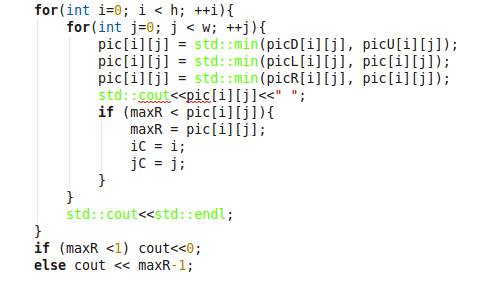 for(int i=0; i < h; ++i){
    for(int j=0; j < w; ++j){
        pic[i][j] = std::min(picD[i][j], picU[i][j]);
        pic[i][j] = std::min(picL[i][j], pic[i][j]);
        pic[i][j] = std::min(picR[i][j], pic[i][j]);
        std::cout<<pic[i][j]<<" ";
        if (maxR < pic[i][j]){
            maxR = pic[i][j];
            iC = i;
            jC = j;
        }
    }
    std::cout<<std::endl;
}
if (maxR <1) cout<<0;
else cout << maxR-1;